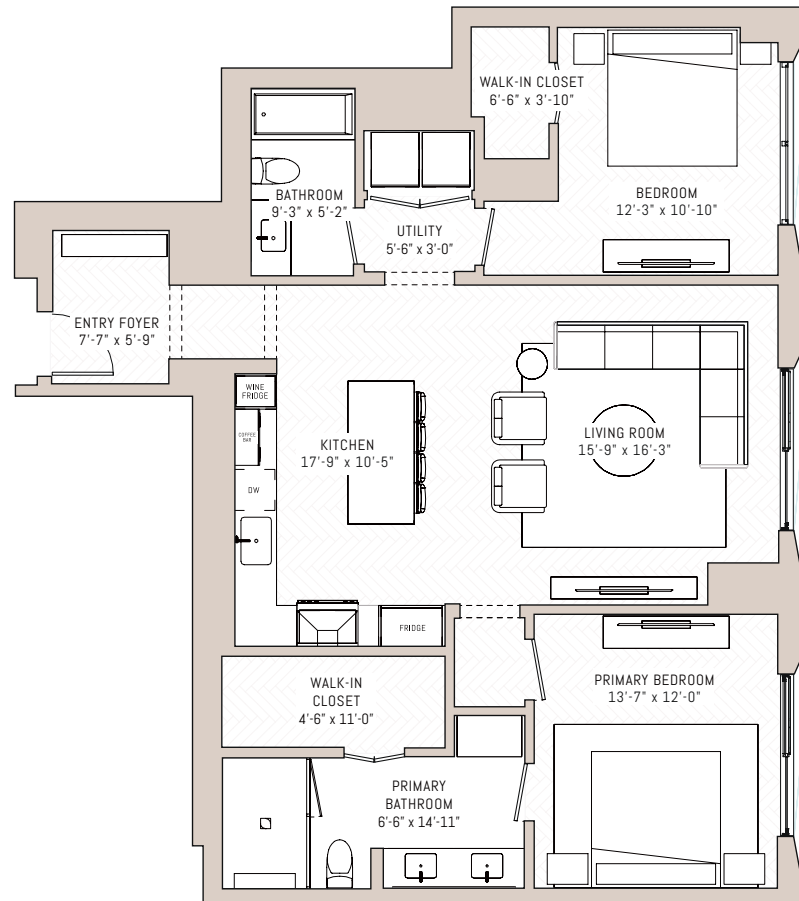 WALK-IN CLOSET
6'-6" x 3'-10"
BEDROOM
12'-3" x 10'-10"
BATHROOM
9'-3" x 5'-2"
UTILITY
5'-6" x 3'-0"
ENTRY FOYER
7'-7" x 5'-9"
WINE
FRIDGE
COFFEE
BAR
DW
KITCHEN
17'-9" x 10'-5"
LIVING ROOM
15'-9" x 16'-3"
FRIDGE
WALK-IN
CLOSET
4'-6" x 11'-0"
PRIMARY BEDROOM
13'-7" x 12'-0"
PRIMARY
BATHROOM
6'-6" x 14'-11"